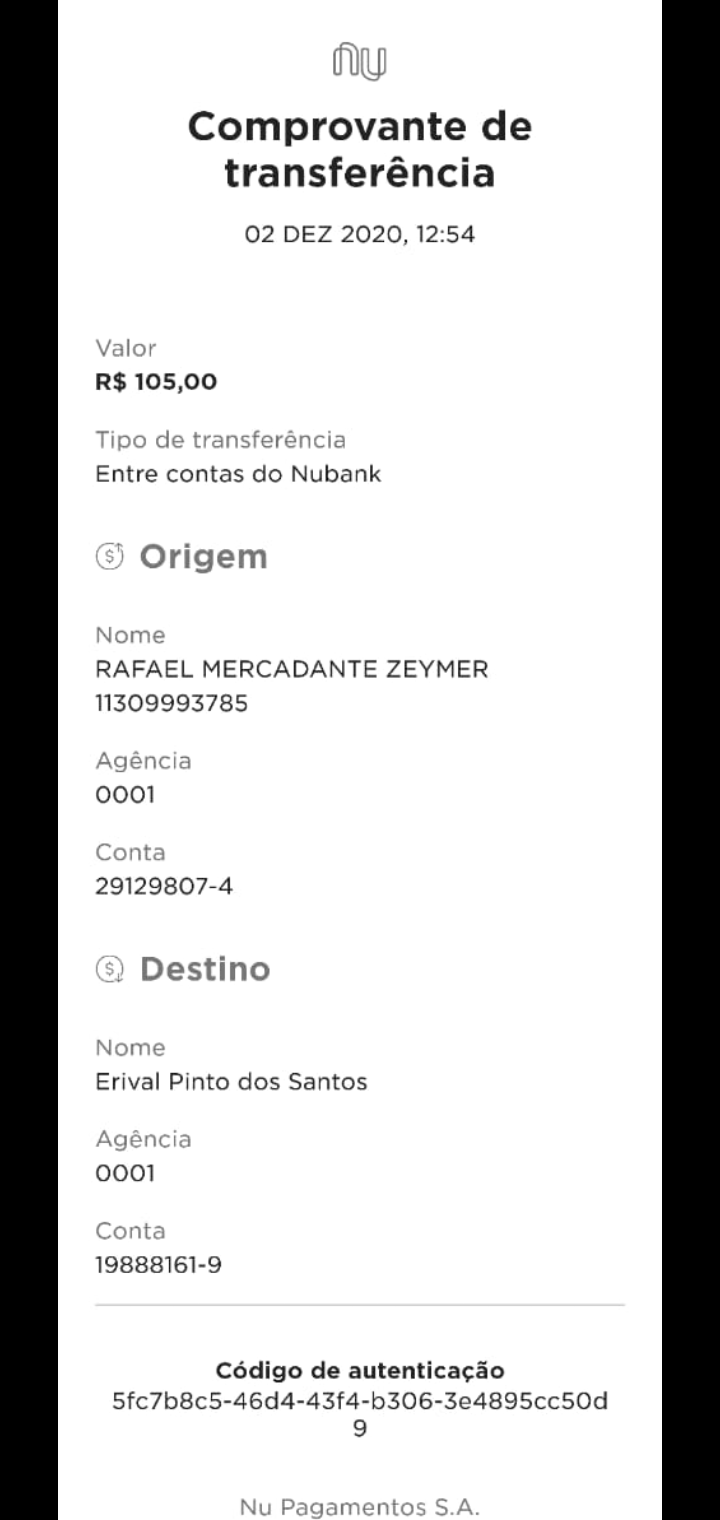 nu
Comprovante de
transferência
02 DEZ 2020, 12:54
Valor
R$ 105,00
Tipo de transferência
Entre contas do Nubank
Origem
Nome
RAFAEL MERCADANTE ZEYMER
11309993785
Agência
0001
Conta
29129807-4
Destino
Nome
Erival Pinto dos Santos
Agência
0001
Conta
19888161-9
Código de autenticação
5fc7b8c5-46d4-43f4-b306-3e4895cc50d
9
Nu Pagamentos S.A.